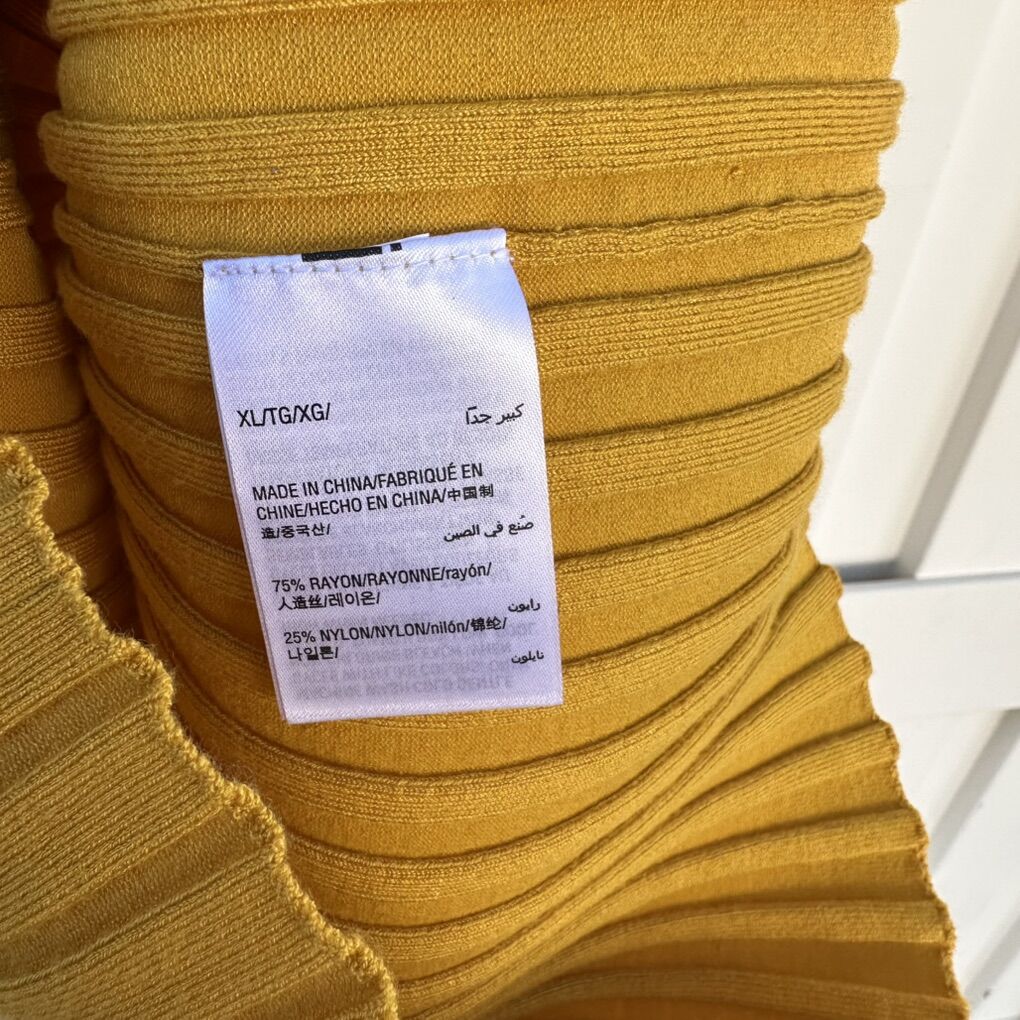 XL/TG/XG/ كبير جدًا
MADE IN CHINA/FABRIQUÉ EN
CHINE/HECHO EN CHINA/中国制
造/중국산/ صُنع في الصين
75% RAYON/RAYONNE/rayón/
人造丝/레이온/ رايون
25% NYLON/NYLON/nilón/锦纶/
나일론/ نايلون